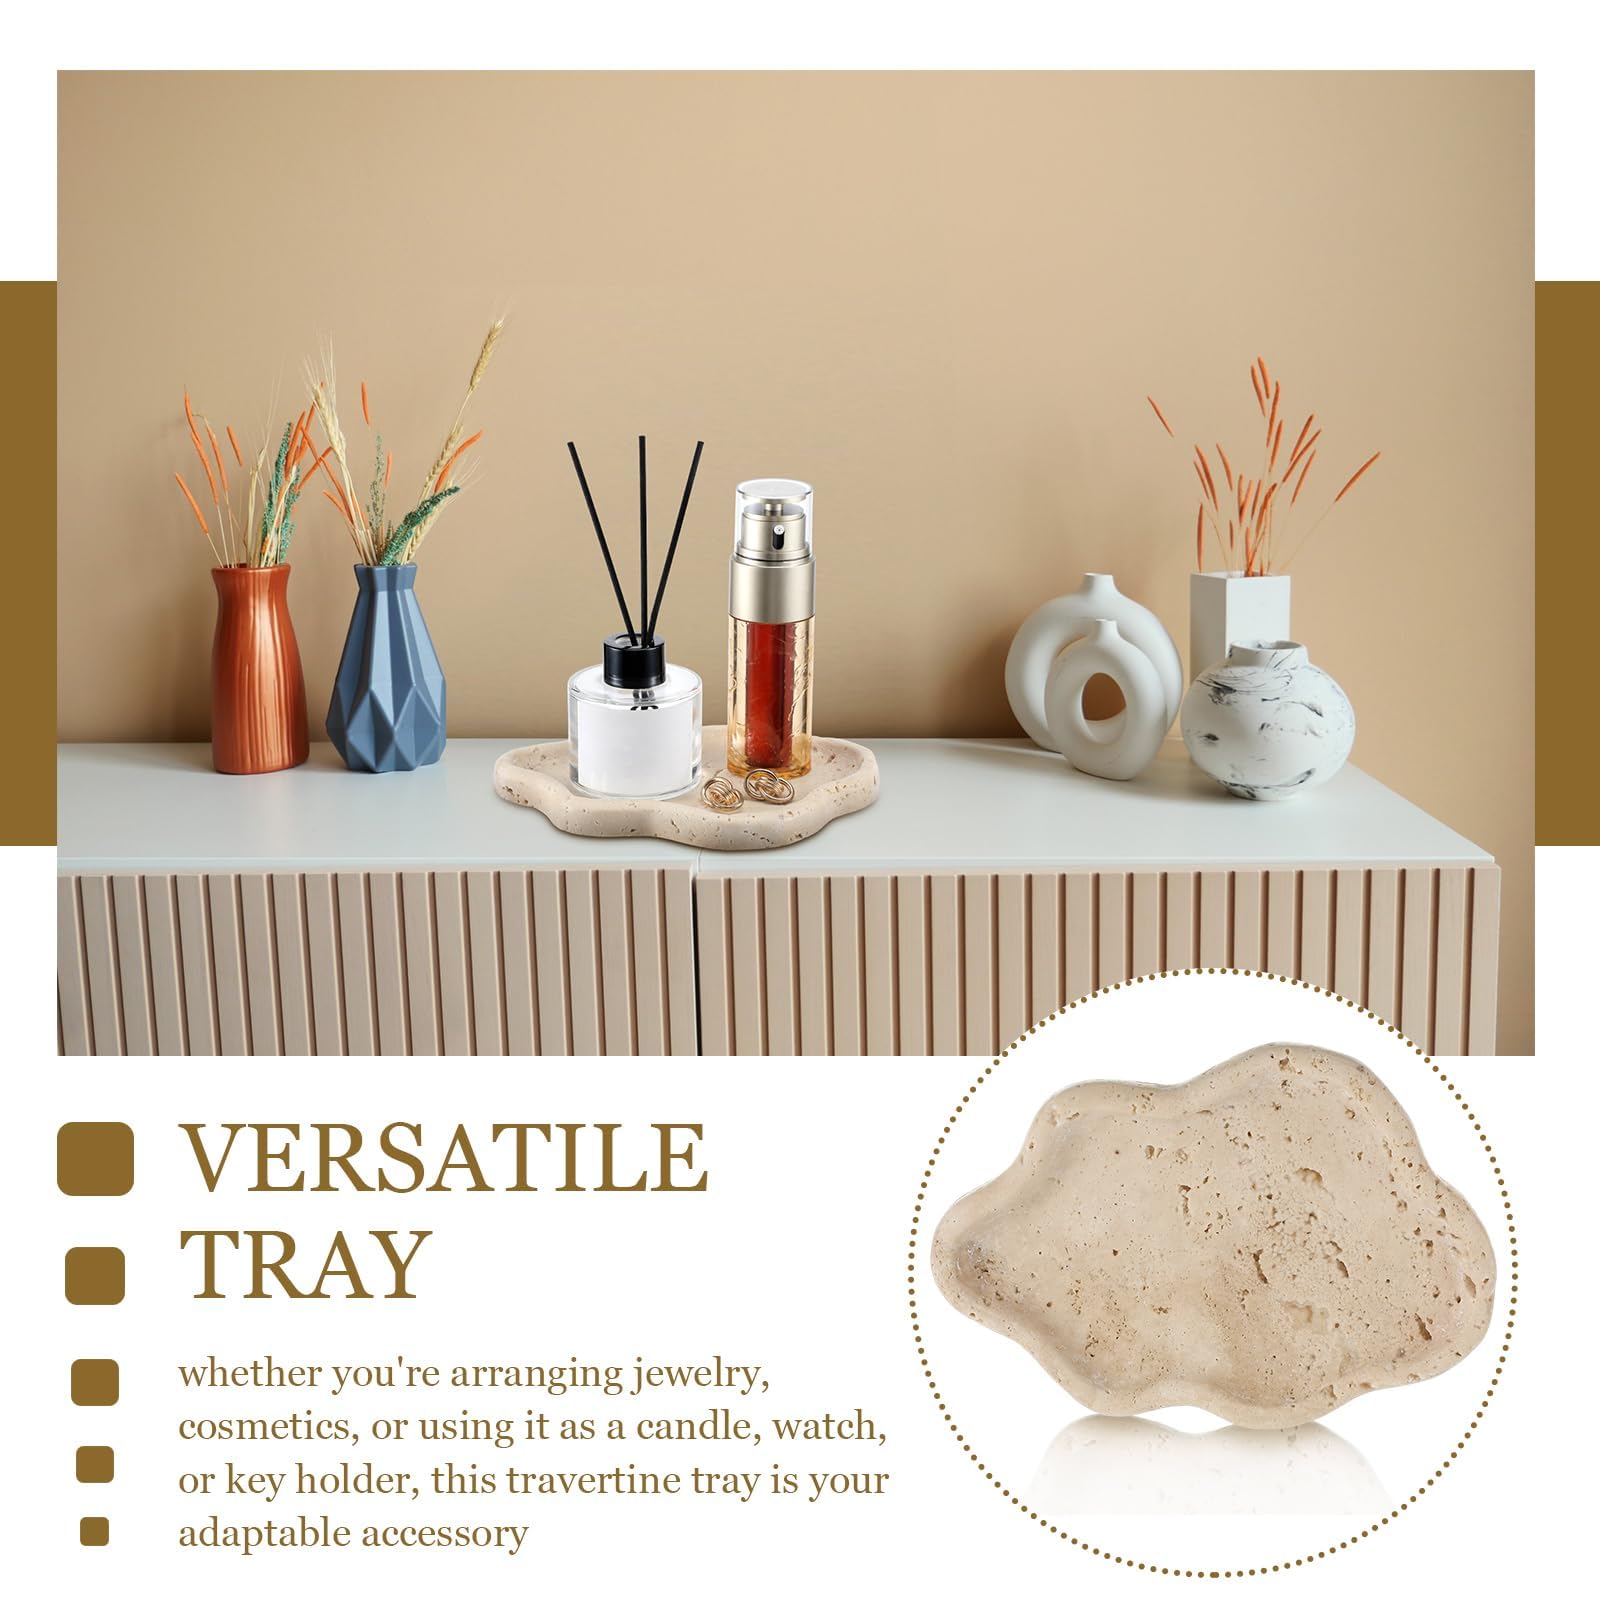 VERSATILE
TRAY
whether you're arranging jewelry,
cosmetics, or using it as a candle, watch,
or key holder, this travertine tray is your
adaptable accessory